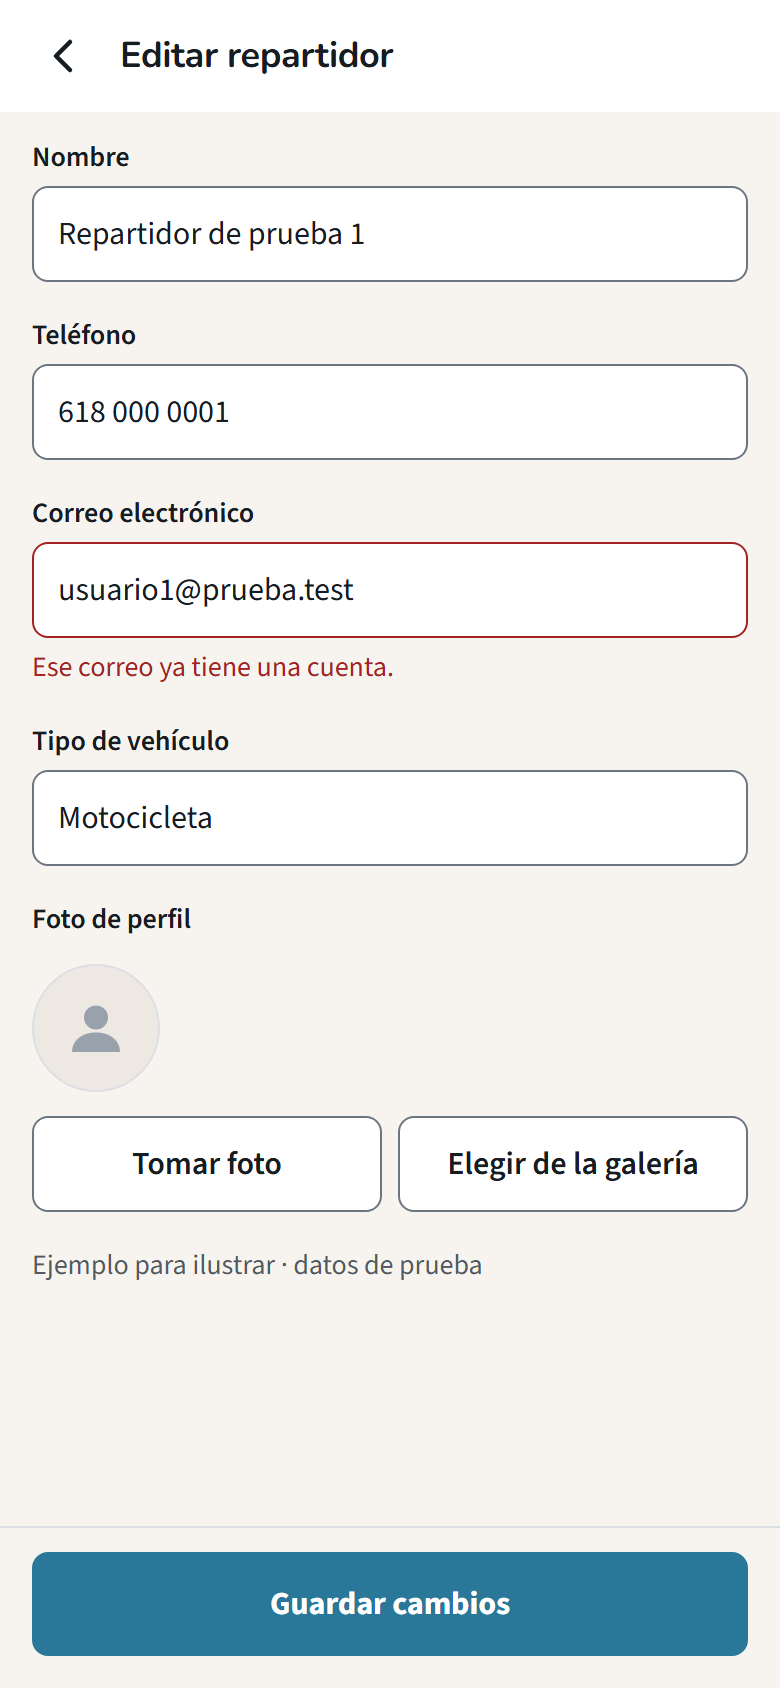 Editar repartidor
Nombre
Repartidor de prueba 1
Teléfono
618 000 0001
Correo electrónico
usuario1@prueba.test
Ese correo ya tiene una cuenta.
Tipo de vehículo
Motocicleta
Foto de perfil
Tomar foto
Elegir de la galería
Ejemplo para ilustrar · datos de prueba
Guardar cambios